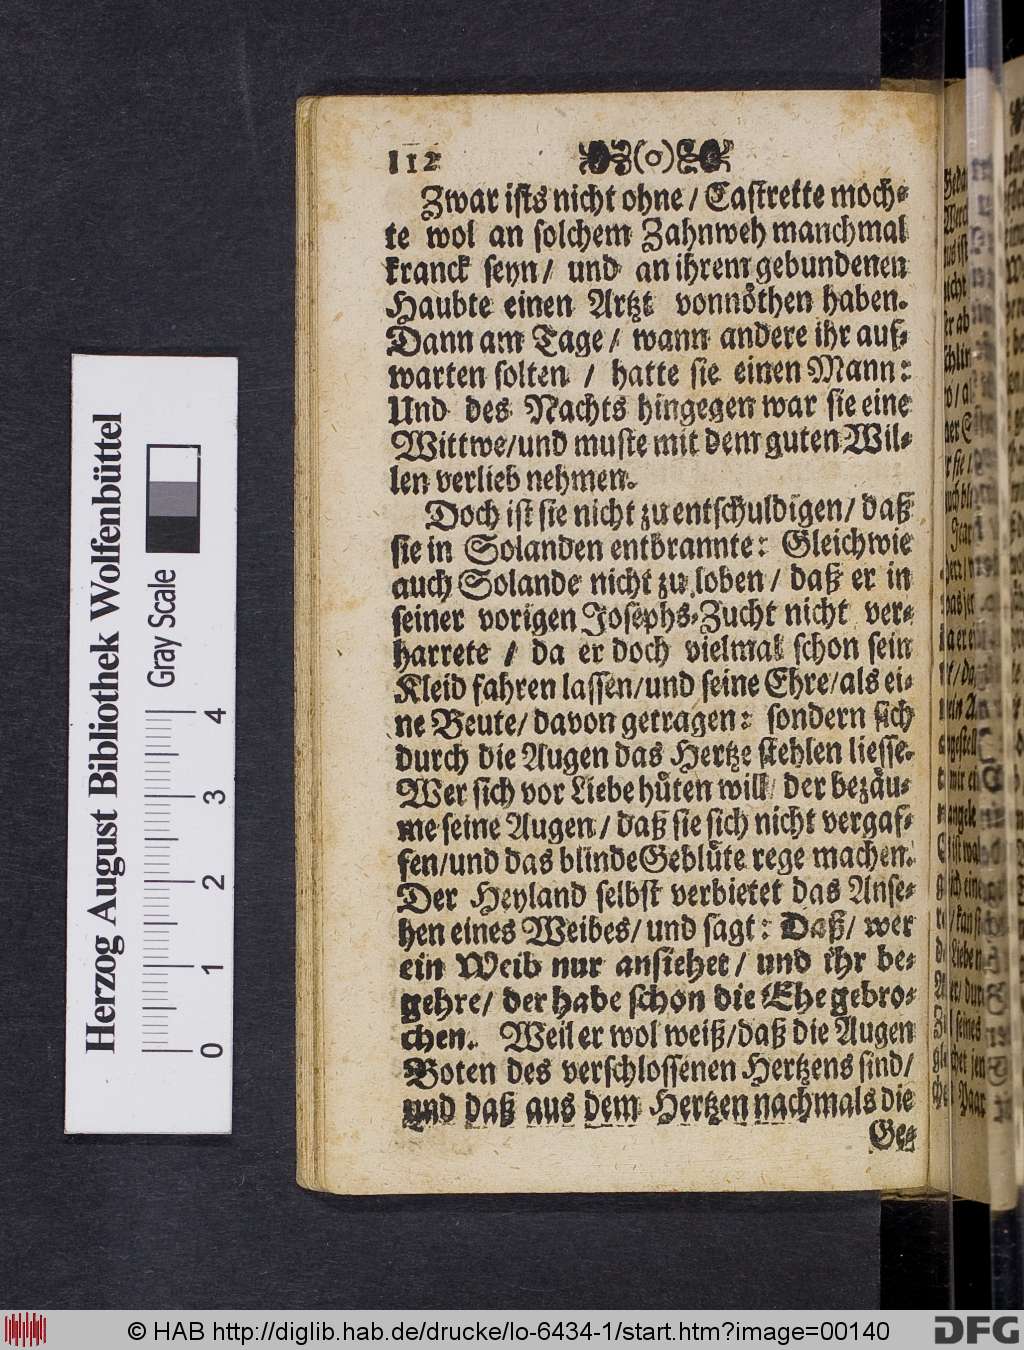 112 (o)
Zwar ists nicht ohne / Castrette moch⸗
te wol an solchem Zahnweh manchmal
kranck seyn / und an ihrem gebundenen
Haubte einen Artzt vonnöthen haben.
Dann am Tage / wann andere ihr auf⸗
warten solten / hatte sie einen Mann:
Und des Nachts hingegen war sie eine
Wittwe/und muste mit dem guten Wil⸗
len verlieb nehmen.
Doch ist sie nicht zu entschuldigen / daß
sie in Solanden entbrannte: Gleichwie
auch Solande nicht zu loben / daß er in
seiner vorigen Josephs⸗Zucht nicht ver⸗
harrete / da er doch vielmal schon sein
Kleid fahren lassen/und seine Ehre/als ei⸗
ne Beute/davon getragen: sondern sich
durch die Augen das Hertze stehlen liesse.
Wer sich vor Liebe hüten will/ der bezäu⸗
me seine Augen / daß sie sich nicht vergaf⸗
fen/und das blinde Geblüte rege machen.
Der Heyland selbst verbietet das Anse⸗
hen eines Weibes/ und sagt: Daß/ wer
ein Weib nur ansiehet / und ihr be⸗
gehre/ der habe schon die Ehe gebro⸗
chen. Weil er wol weiß/daß die Augen
Boten des verschlossenen Hertzens sind/
und daß aus dem Hertzen nachmals die
Ge⸗
Herzog August Bibliothek Wolfenbüttel
Gray Scale
0 1 2 3 4
© HAB http://diglib.hab.de/drucke/lo-6434-1/start.htm?image=00140
DFG